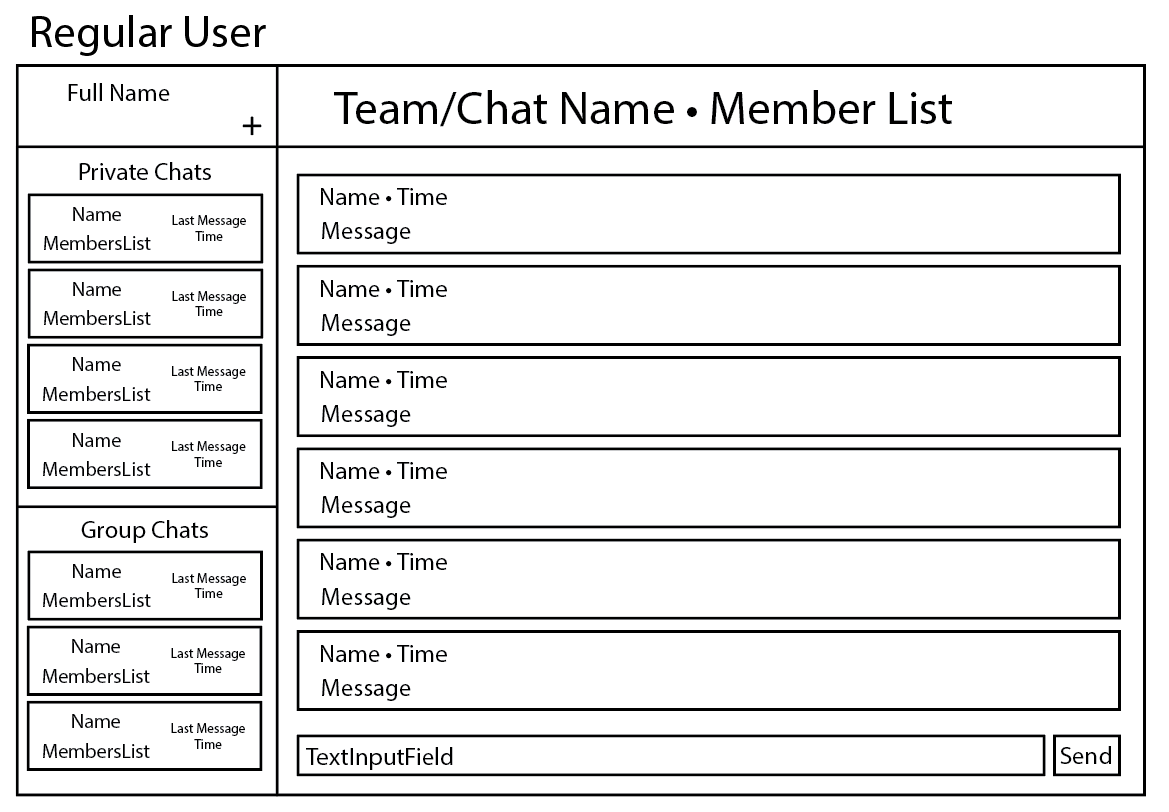 Regular User
Full Name
+
Team/Chat Name • Member List
Private Chats
Name
MembersList
Last Message
Time
Name
MembersList
Last Message
Time
Name
MembersList
Last Message
Time
Name
MembersList
Last Message
Time
Group Chats
Name
MembersList
Last Message
Time
Name
MembersList
Last Message
Time
Name
MembersList
Last Message
Time
Name • Time
Message
Name • Time
Message
Name • Time
Message
Name • Time
Message
Name • Time
Message
Name • Time
Message
TextInputField
Send